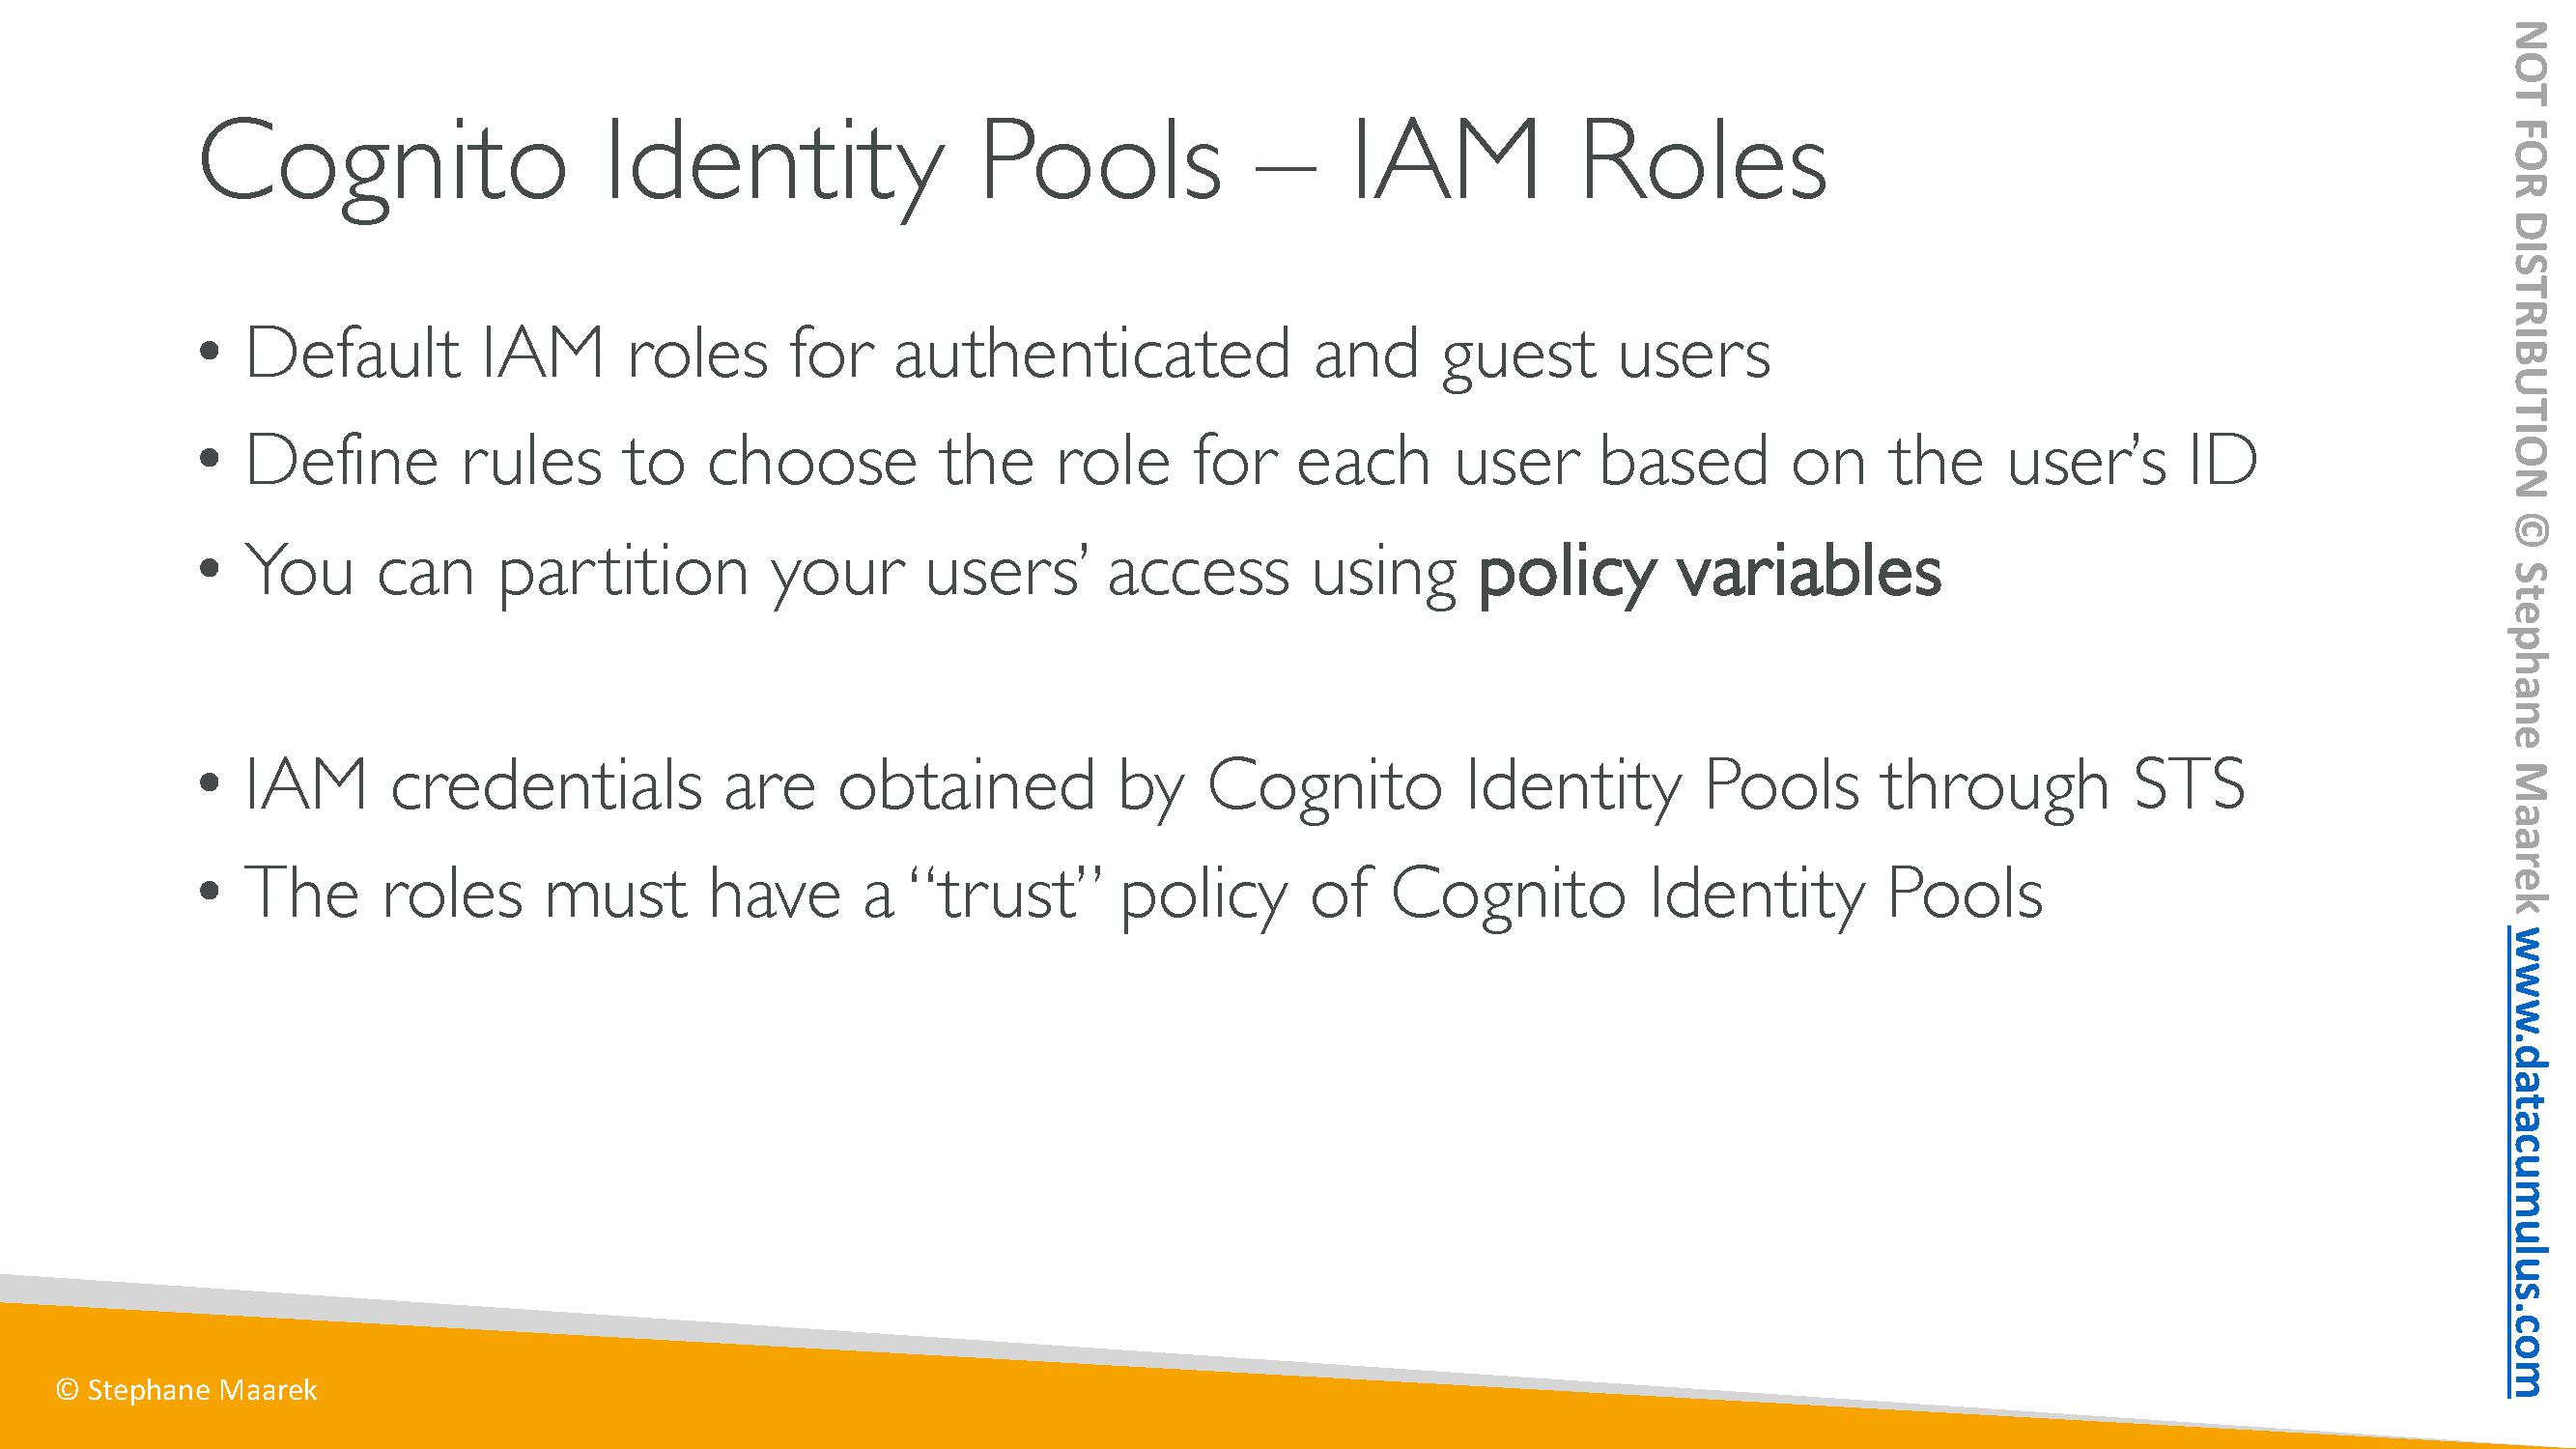 Cognito Identity Pools – IAM Roles
• Default IAM roles for authenticated and guest users
• Define rules to choose the role for each user based on the user’s ID
• You can partition your users’ access using policy variables
• IAM credentials are obtained by Cognito Identity Pools through STS
• The roles must have a “trust” policy of Cognito Identity Pools
© Stephane Maarek
NOT FOR DISTRIBUTION © Stephane Maarek www.datacumulus.com